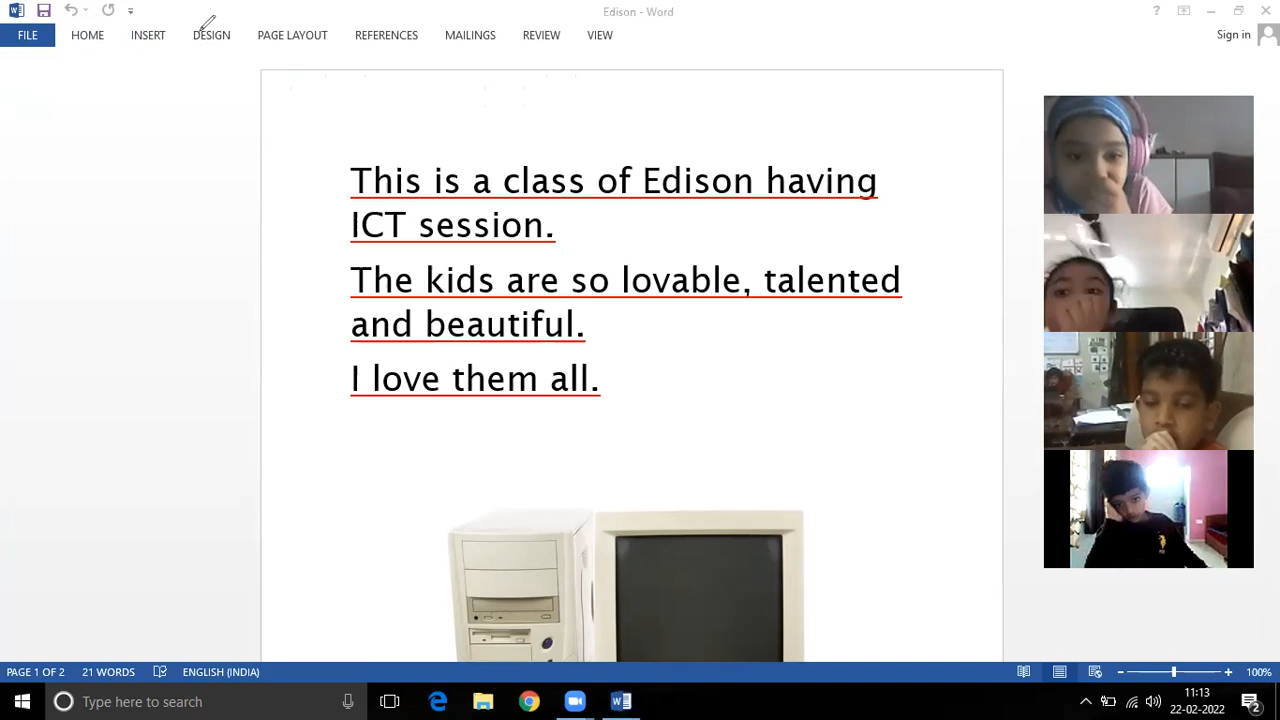 Edison - Word
FILE HOME INSERT DESIGN PAGE LAYOUT REFERENCES MAILINGS REVIEW VIEW Sign in
This is a class of Edison having
ICT session.
The kids are so lovable, talented
and beautiful.
I love them all.
PAGE 1 OF 2 21 WORDS ENGLISH (INDIA) 100%
Type here to search
11:13
22-02-2022
2